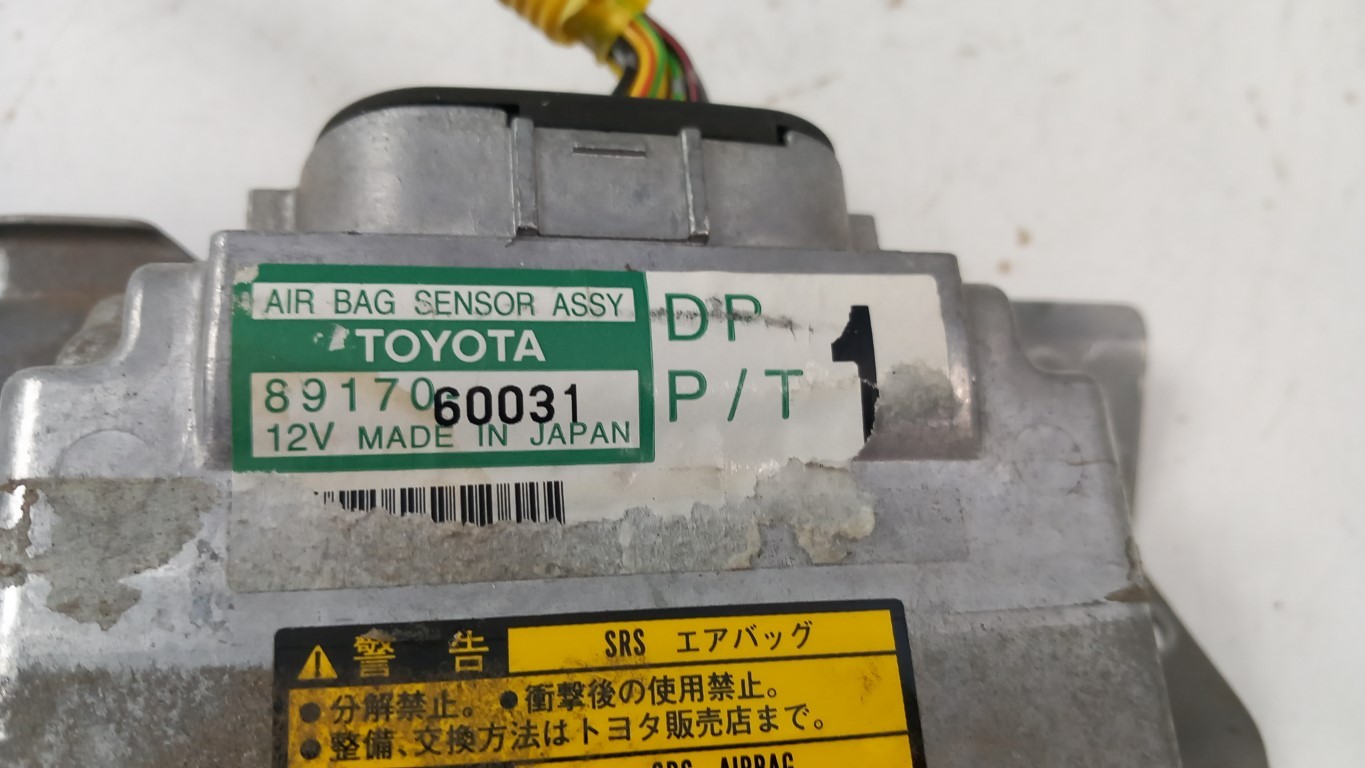 AIR BAG SENSOR ASSY
TOYOTA
89170-60031
12V MADE IN JAPAN
DP
P/T
1
警告
SRS エアバッグ
●分解禁止。 ●衝撃後の使用禁止。
●整備、交換方法はトヨタ販売店まで。
SRS AIRBAG